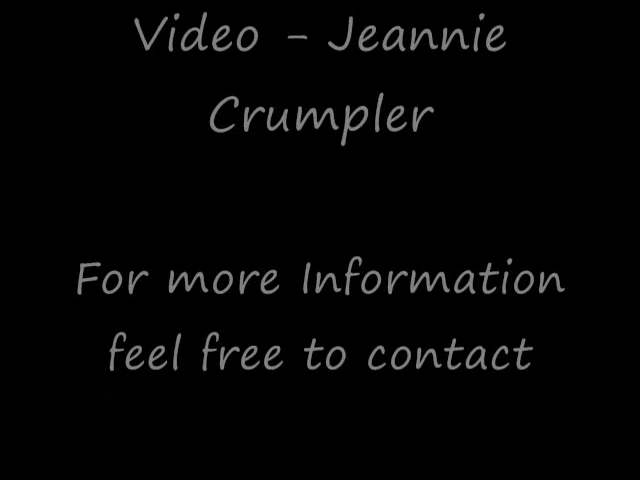 Video - Jeannie
Crumpler
For more Information
feel free to contact